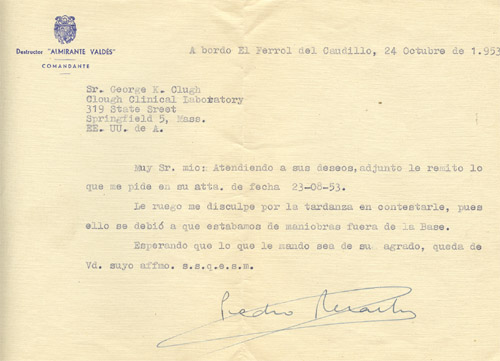 Destructor "ALMIRANTE VALDÉS"
COMANDANTE
A bordo El Ferrol del Caudillo, 24 Octubre de 1.953
Sr. George K. Clugh
Clough Clinical Laboratory
319 State Sreet
Springfield 5, Mass.
EE. UU. de A.
Muy Sr. mio: Atendiendo a sus deseos,adjunto le remito lo
que me pide en su atta. de fecha 23-08-53.
Le ruego me disculpe por la tardanza en contestarle, pues
ello se debió a que estabamos de maniobras fuera de la Base.
Esperando que lo que le mando sea de su agrado, queda de
Vd. suyo affmo. s.s.q.e.s.m.
Pedro